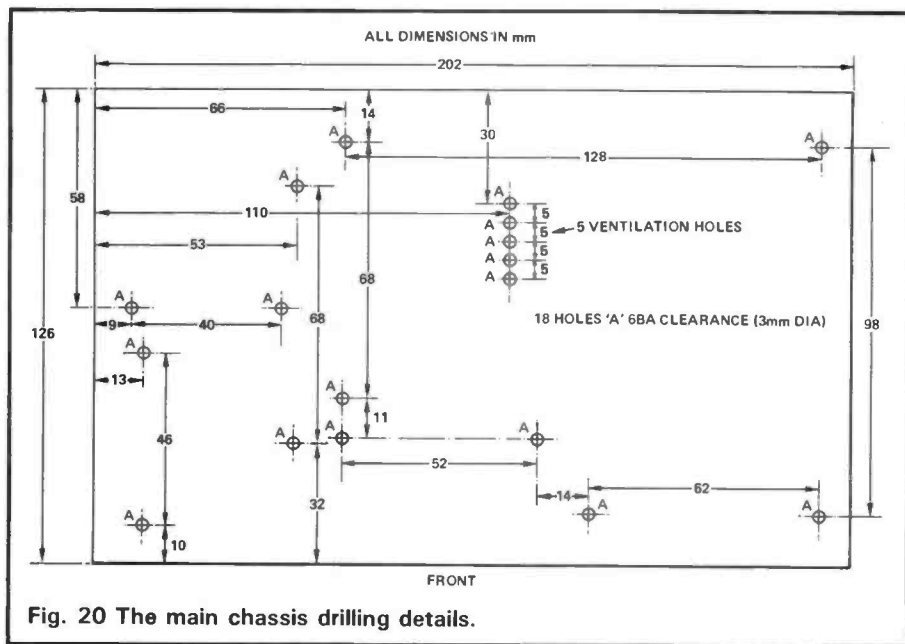 ALL DIMENSIONS IN mm
202
66
14
30
A
A
128
A
58
A
5
110
A
5
5 VENTILATION HOLES
A
5
53
A
5
68
A
A
A
68
18 HOLES 'A' 6BA CLEARANCE (3mm DIA)
9
40
98
126
A
13
A
11
46
A
A
A
52
62
14
32
A
A
A
10
FRONT
Fig. 20 The main chassis drilling details.